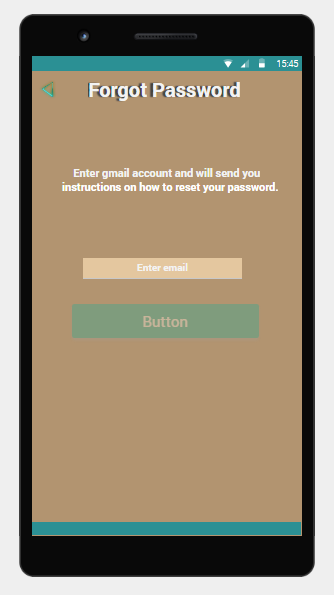 15:45
Forgot Password
Enter gmail account and will send you
instructions on how to reset your password.
Enter email
Button